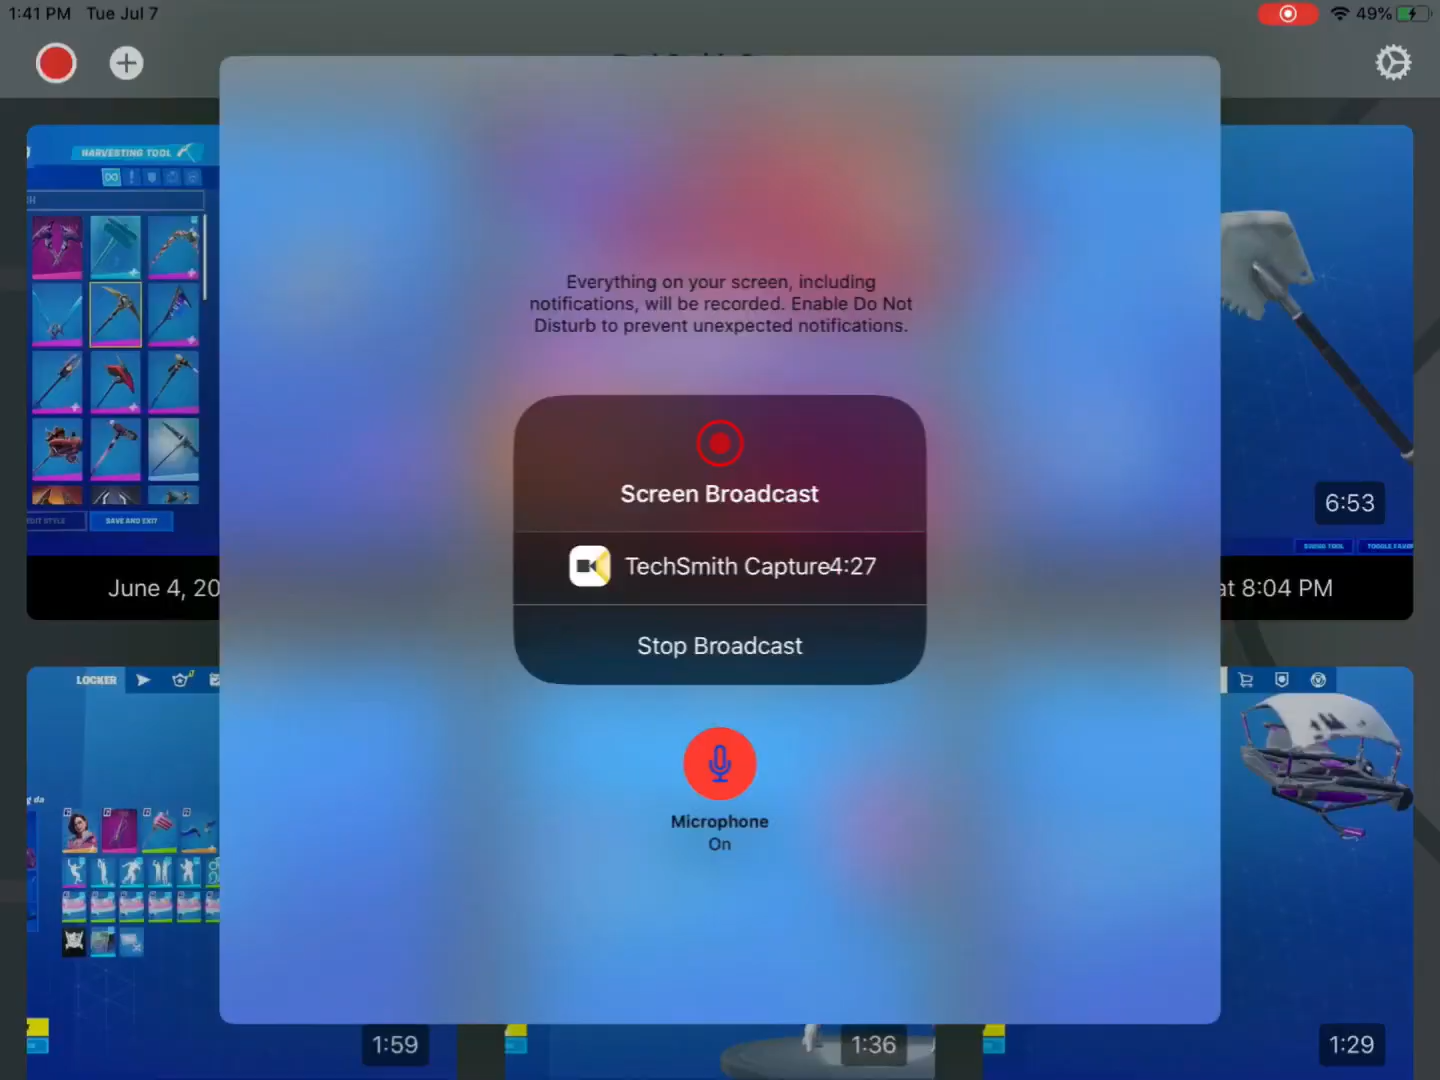 1:41 PM Tue Jul 7
49%
HARVESTING TOOL
Everything on your screen, including
notifications, will be recorded. Enable Do Not
Disturb to prevent unexpected notifications.
Screen Broadcast
TechSmith Capture4:27
Stop Broadcast
Microphone
On
SAVE AND EXIT
6:53
SWING TOOL
June 4, 20
at 8:04 PM
LOCKER
1:59
1:36
1:29